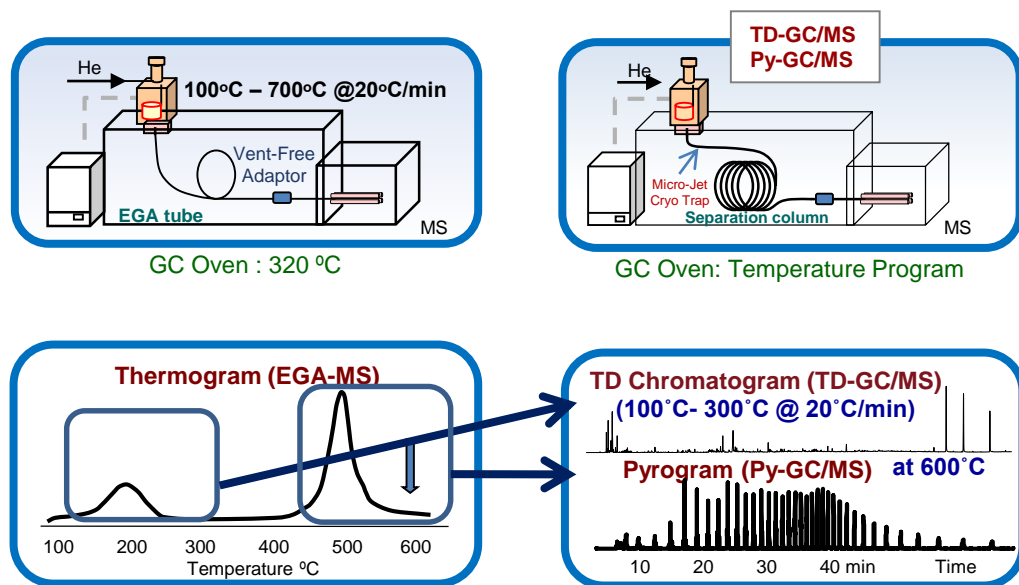 He
100ºC – 700ºC @20ºC/min
Vent-Free
Adaptor
EGA tube
MS
GC Oven : 320 ºC
TD-GC/MS
Py-GC/MS
He
Micro-Jet
Cryo Trap
Separation column
MS
GC Oven: Temperature Program
Thermogram (EGA-MS)
100 200 300 400 500 600
Temperature ºC
TD Chromatogram (TD-GC/MS)
(100˚C- 300˚C @ 20˚C/min)
Pyrogram (Py-GC/MS) at 600˚C
10 20 30 40 min Time